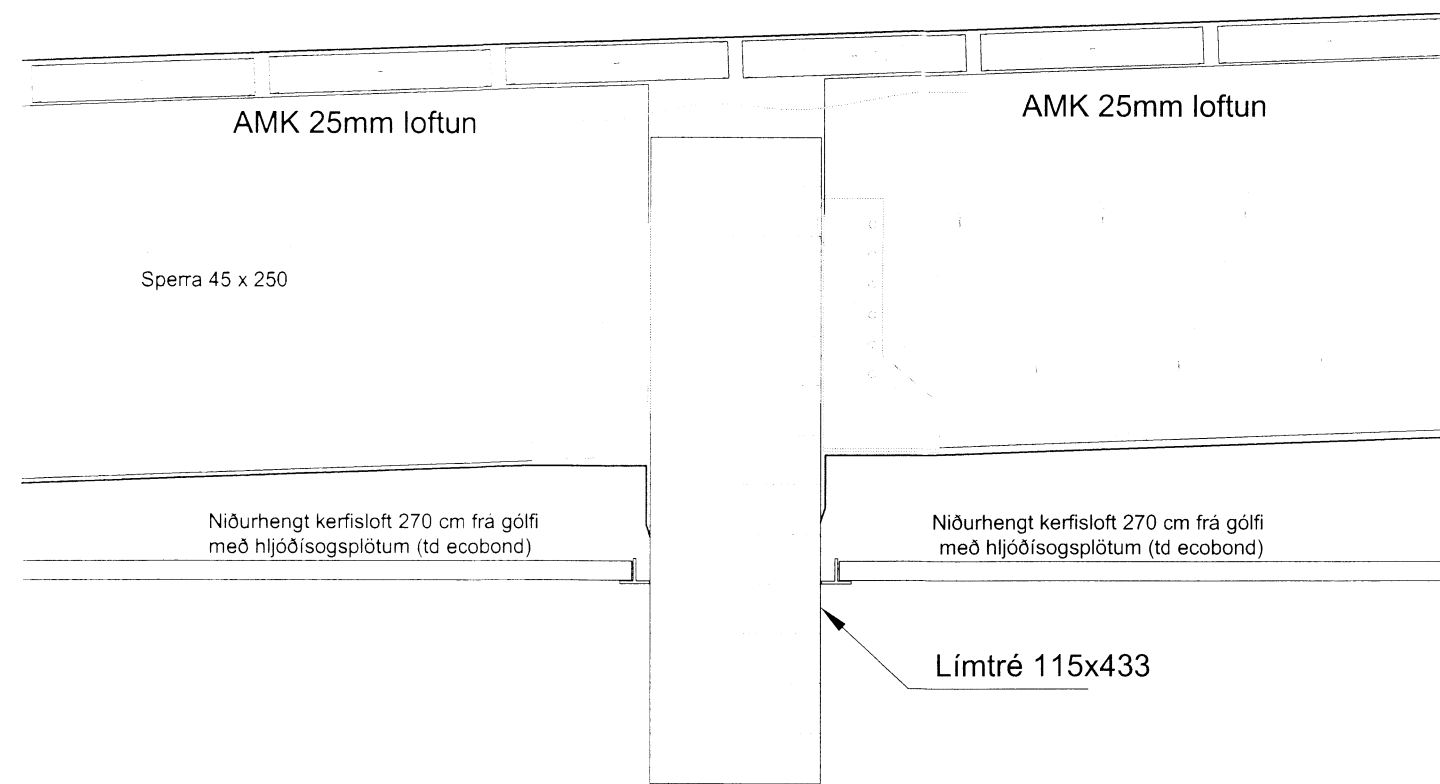 AMK 25mm loftun
AMK 25mm loftun
Sperra 45 x 250
Niðurhengt kerfisloft 270 cm frá gólfi
með hljóðísogsplötum (td ecobond)
Niðurhengt kerfisloft 270 cm frá gólfi
með hljóðísogsplötum (td ecobond)
Límtré 115x433